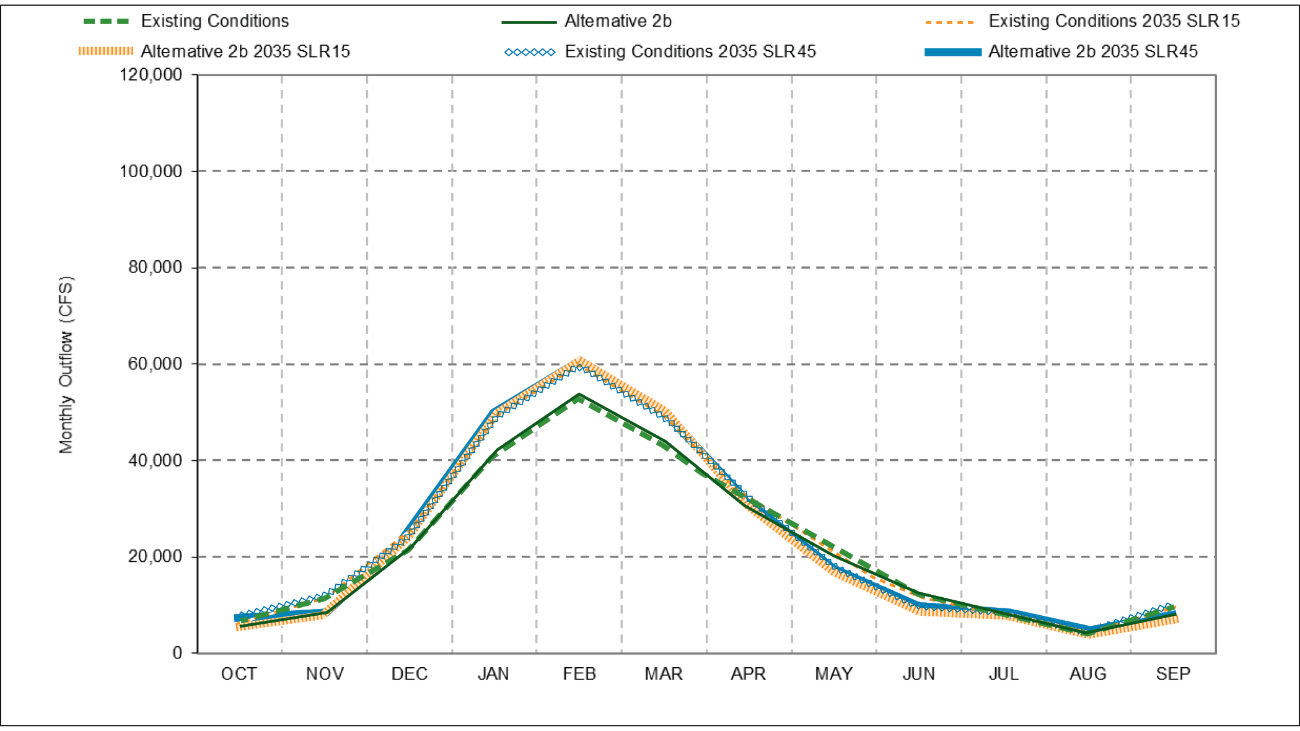 Existing Conditions Alternative 2b Existing Conditions 2035 SLR15
Alternative 2b 2035 SLR15 Existing Conditions 2035 SLR45 Alternative 2b 2035 SLR45
120,000
100,000
80,000
60,000
40,000
20,000
0
Monthly Outflow (CFS)
OCT NOV DEC JAN FEB MAR APR MAY JUN JUL AUG SEP